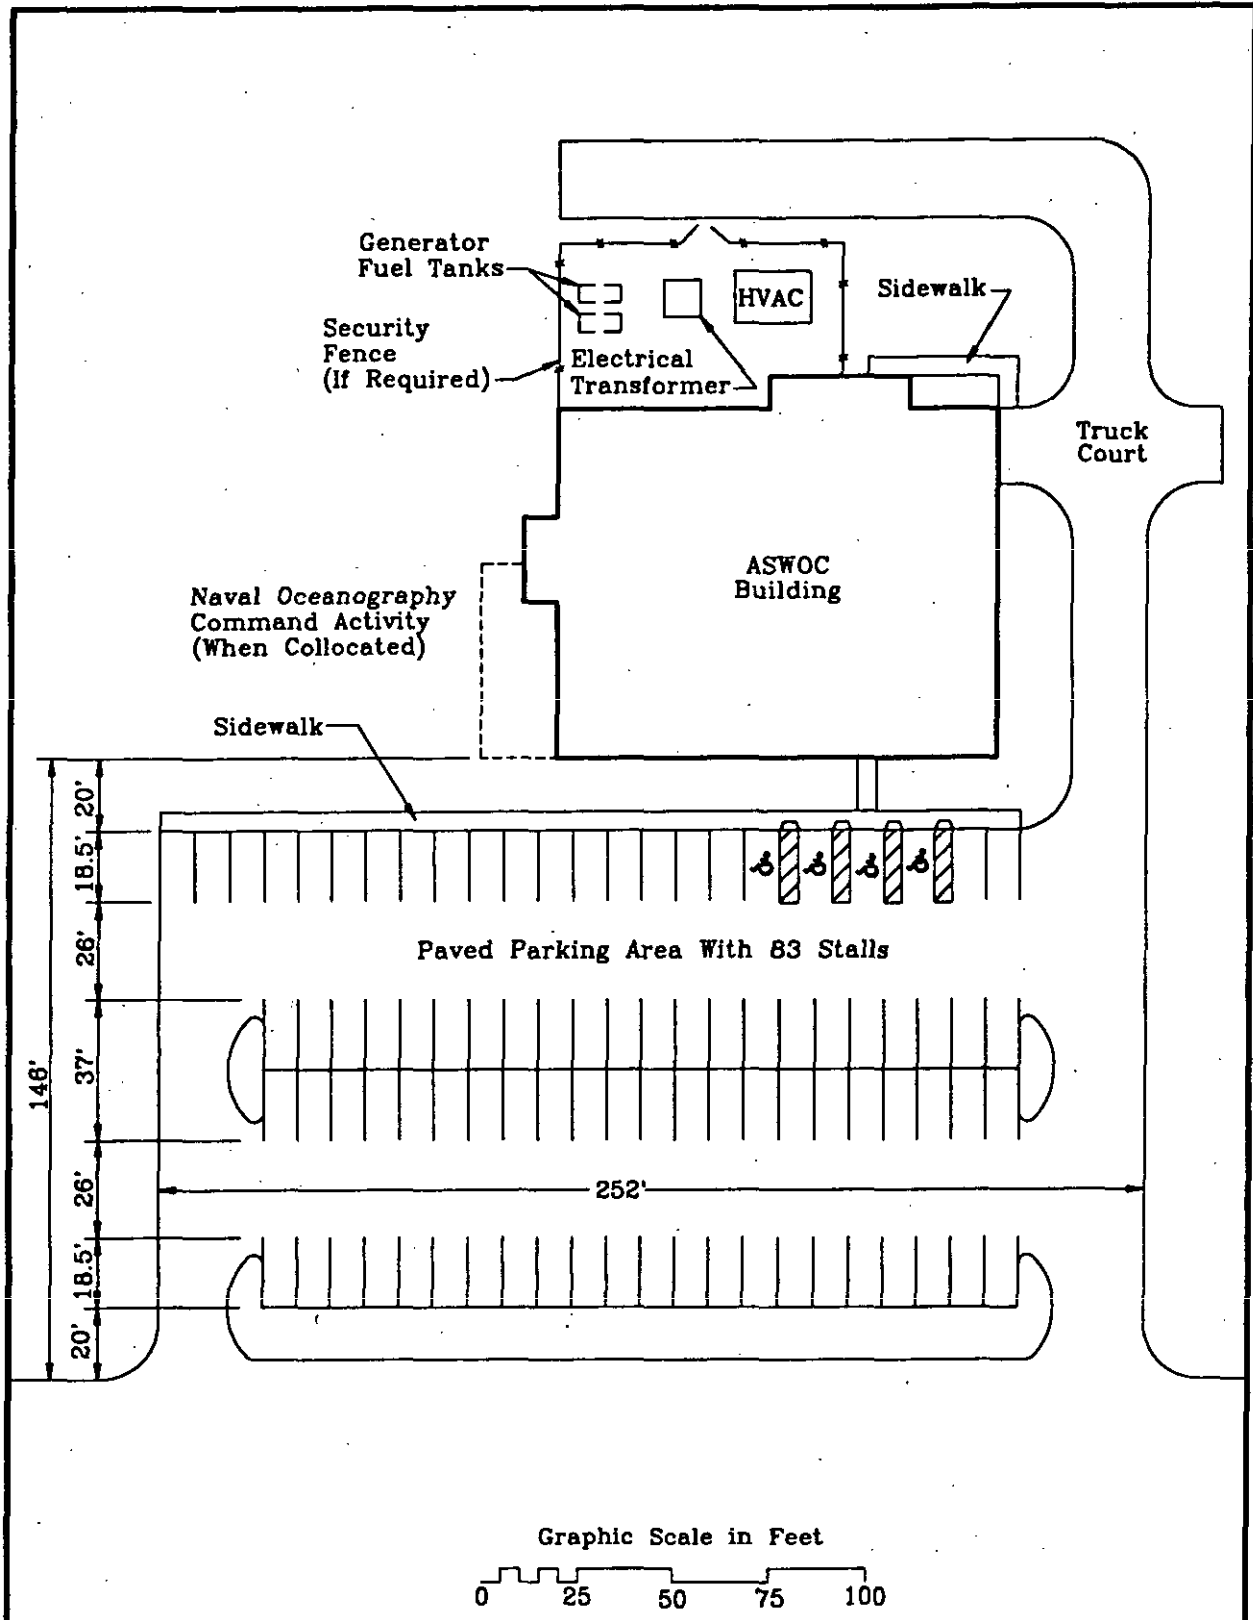 Generator
Fuel Tanks
HVAC
Sidewalk
Security
Fence
(If Required)
Electrical
Transformer
Truck
Court
ASWOC
Building
Naval Oceanography
Command Activity
(When Collocated)
Sidewalk
20'
18.5'
26'
Paved Parking Area With 83 Stalls
37'
146'
26'
252'
18.5'
20'
Graphic Scale in Feet
0 25 50 75 100